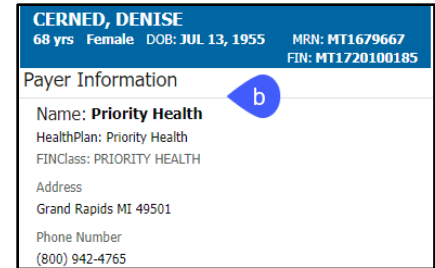 CERNED, DENISE
68 yrs Female DOB: JUL 13, 1955 MRN: MT1679667
FIN: MT1720100185
Payer Information
b
Name: Priority Health
HealthPlan: Priority Health
FINClass: PRIORITY HEALTH
Address
Grand Rapids MI 49501
Phone Number
(800) 942-4765